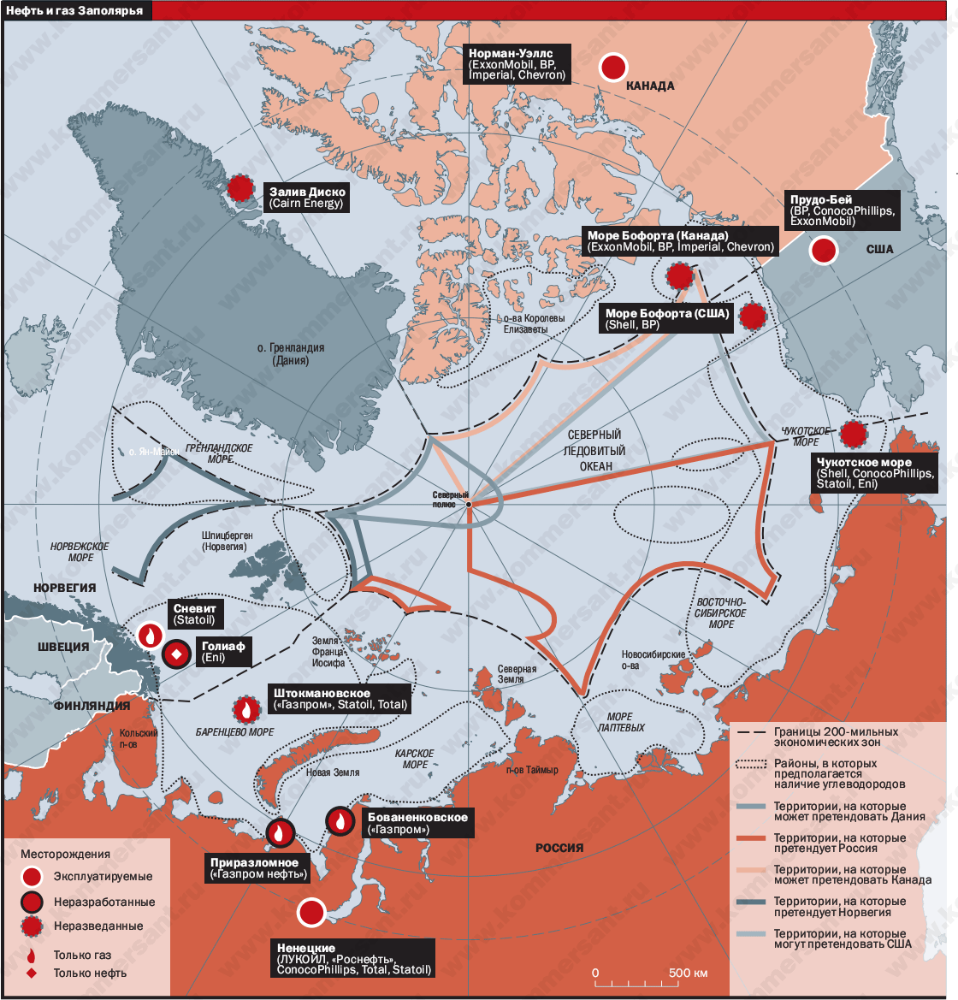 Нефть и газ Заполярья
Норман-Уэллс
(ExxonMobil, BP,
Imperial, Chevron)
КАНАДА
Залив Диско
(Cairn Energy)
Прудо-Бей
(BP, ConocoPhillips,
ExxonMobil)
США
Море Бофорта (Канада)
(ExxonMobil, BP, Imperial, Chevron)
Море Бофорта (США)
(Shell, BP)
о-ва Королевы
Елизаветы
о. Гренландия
(Дания)
СЕВЕРНЫЙ
ЛЕДОВИТЫЙ
ОКЕАН
ЧУКОТСКОЕ
МОРЕ
Чукотское море
(Shell, ConocoPhillips,
Statoil, Eni)
о. Ян-Майен
ГРЕНЛАНДСКОЕ
МОРЕ
Северный
полюс
НОРВЕЖСКОЕ
МОРЕ
Шпицберген
(Норвегия)
НОРВЕГИЯ
Сневит
(Statoil)
ШВЕЦИЯ
Голиаф
(Eni)
ФИНЛЯНДИЯ
Земля
Франца-
Иосифа
Северная
Земля
Новосибирские
о-ва
ВОСТОЧНО-
СИБИРСКОЕ
МОРЕ
Штокмановское
(«Газпром», Statoil, Total)
БАРЕНЦЕВО МОРЕ
Кольский
п-ов
Новая Земля
КАРСКОЕ
МОРЕ
п-ов Таймыр
МОРЕ
ЛАПТЕВЫХ
Бованенковское
(«Газпром»)
Приразломное
(«Газпром нефть»)
РОССИЯ
Ненецкие
(ЛУКОЙЛ, «Роснефть»,
ConocoPhillips, Total, Statoil)
Месторождения
Эксплуатируемые
Неразработанные
Неразведанные
Только газ
Только нефть
0 500 км
Границы 200-мильных
экономических зон
Районы, в которых
предполагается
наличие углеводородов
Территории, на которые
может претендовать Дания
Территории, на которые
претендует Россия
Территории, на которые
может претендовать Канада
Территории, на которые
претендует Норвегия
Территории, на которые
могут претендовать США
www.kommersant.ru